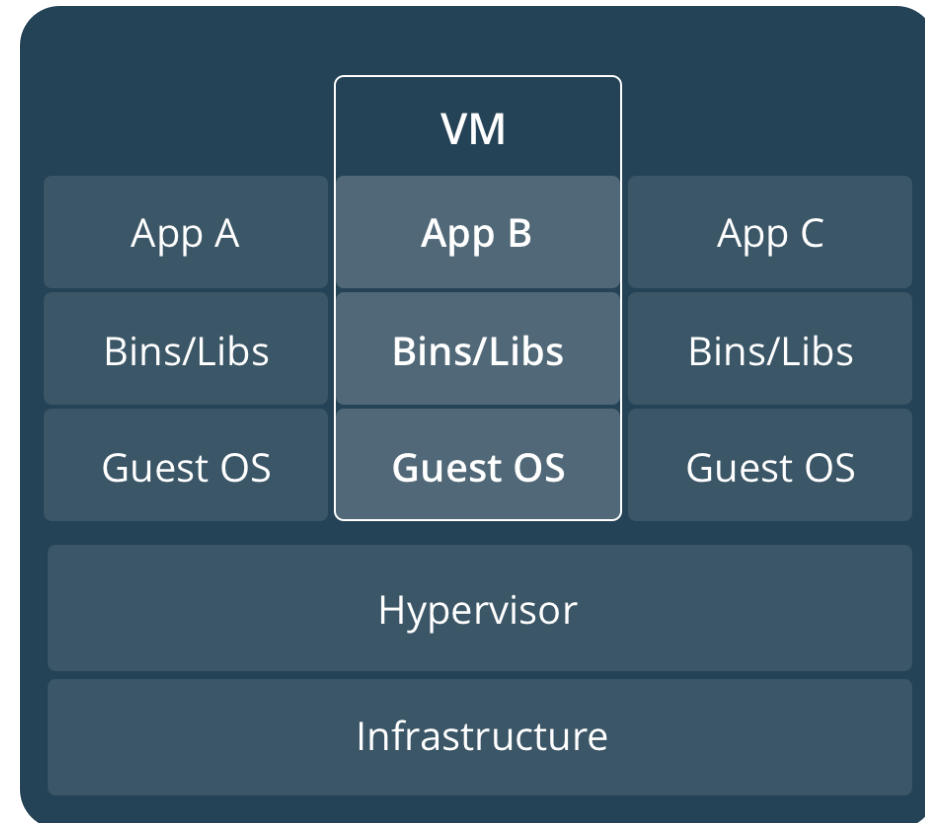 VM
App A
App B
App C
Bins/Libs
Bins/Libs
Bins/Libs
Guest OS
Guest OS
Guest OS
Hypervisor
Infrastructure